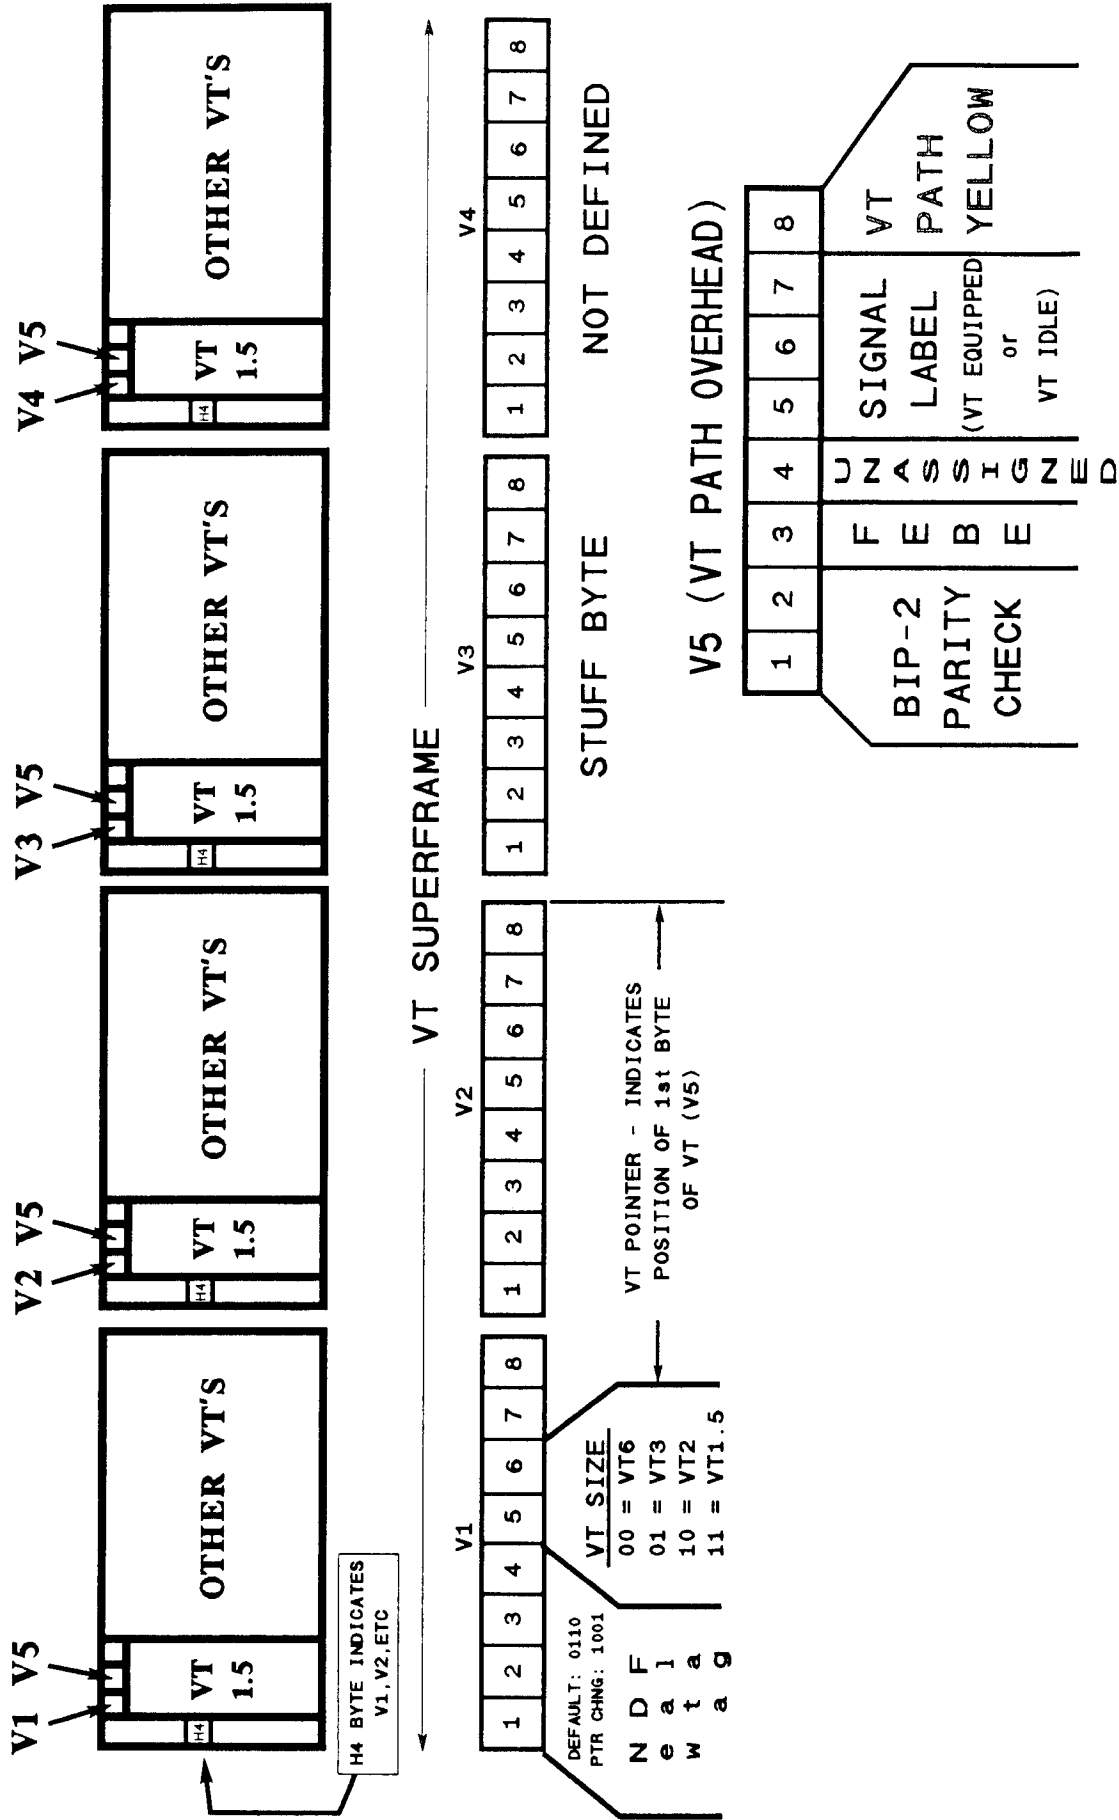 V1 V5
V2 V5
V3 V5
V4 V5
H4
VT
1.5
OTHER VT'S
H4
VT
1.5
OTHER VT'S
H4
VT
1.5
OTHER VT'S
H4
VT
1.5
OTHER VT'S
H4 BYTE INDICATES
V1,V2,ETC
VT SUPERFRAME
V1
1 2 3 4 5 6 7 8
V2
1 2 3 4 5 6 7 8
V3
1 2 3 4 5 6 7 8
V4
1 2 3 4 5 6 7 8
DEFAULT: 0110
PTR CHNG: 1001
N D F
e a l
w t a
a g
VT SIZE
00 = VT6
01 = VT3
10 = VT2
11 = VT1.5
VT POINTER - INDICATES
POSITION OF 1st BYTE
OF VT (V5)
STUFF BYTE
NOT DEFINED
V5 (VT PATH OVERHEAD)
1 2 3 4 5 6 7 8
BIP-2
PARITY
CHECK
FEBE
UNASSIGNED
SIGNAL
LABEL
(VT EQUIPPED
or
VT IDLE)
VT
PATH
YELLOW